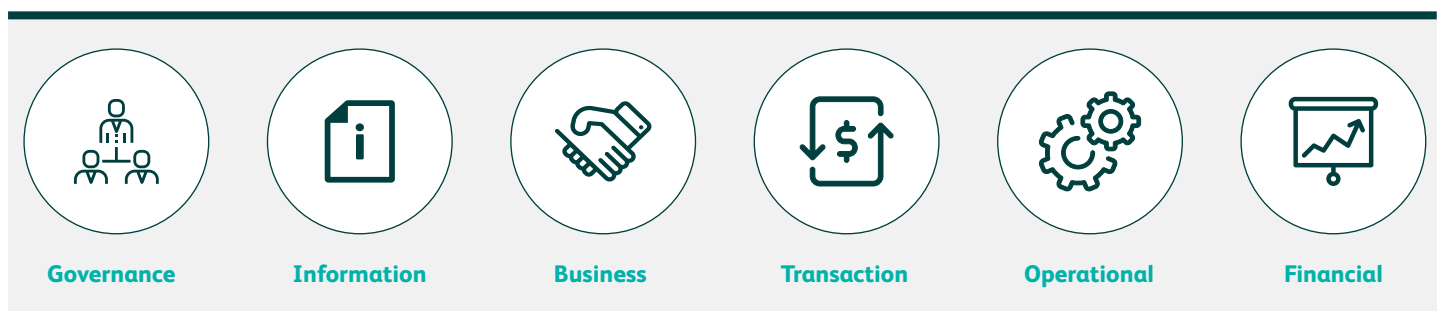 Governance
Information
Business
Transaction
Operational
Financial
i
$